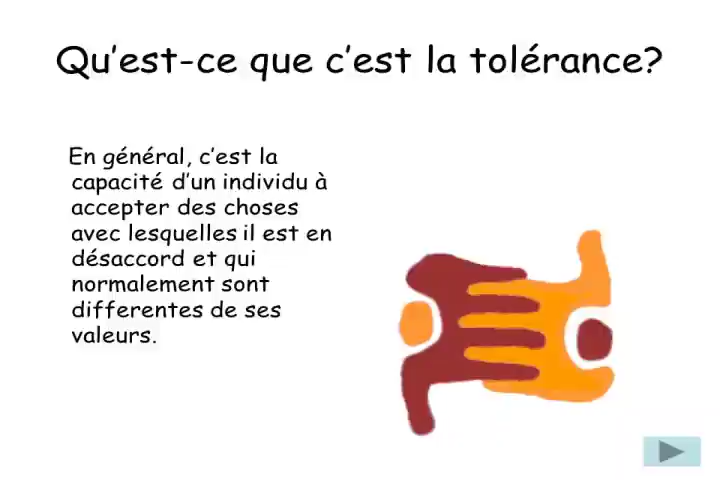 Qu’est-ce que c’est la tolérance?
En général, c’est la
capacité d’un individu à
accepter des choses
avec lesquelles il est en
désaccord et qui
normalement sont
differentes de ses
valeurs.